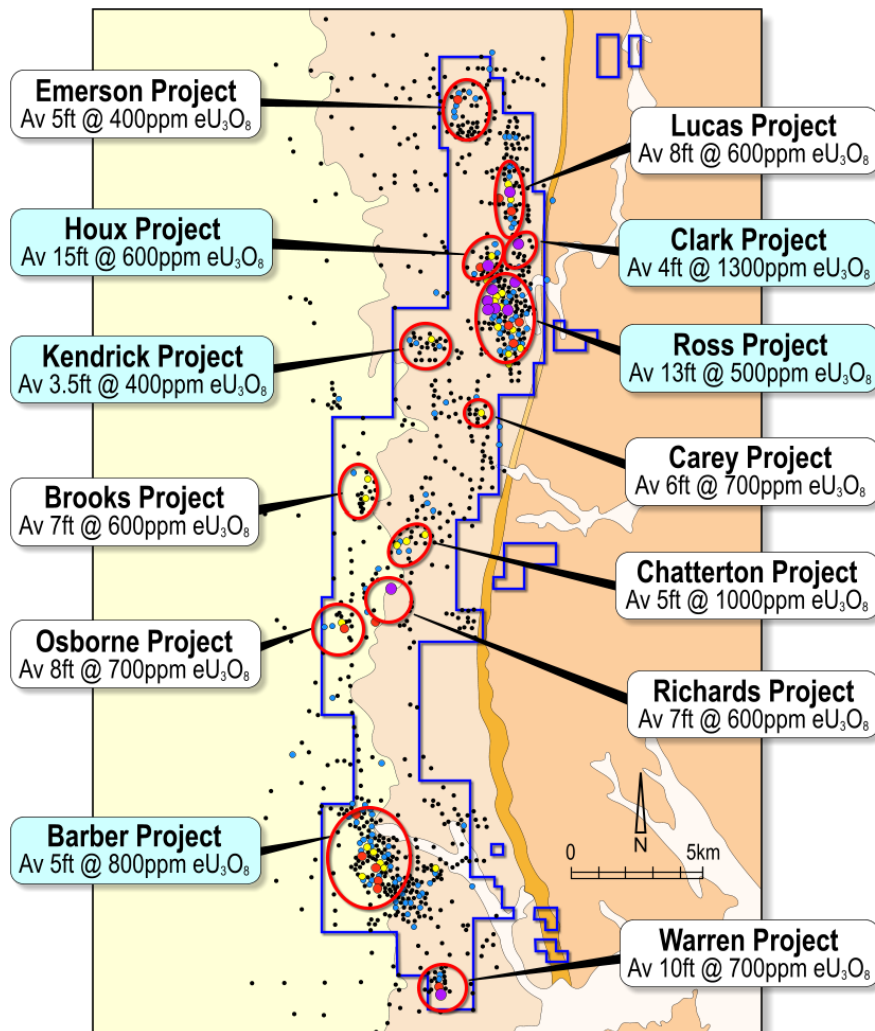 Emerson Project
Av 5ft @ 400ppm eU₃O₈
Lucas Project
Av 8ft @ 600ppm eU₃O₈
Houx Project
Av 15ft @ 600ppm eU₃O₈
Clark Project
Av 4ft @ 1300ppm eU₃O₈
Kendrick Project
Av 3.5ft @ 400ppm eU₃O₈
Ross Project
Av 13ft @ 500ppm eU₃O₈
Carey Project
Av 6ft @ 700ppm eU₃O₈
Brooks Project
Av 7ft @ 600ppm eU₃O₈
Chatterton Project
Av 5ft @ 1000ppm eU₃O₈
Osborne Project
Av 8ft @ 700ppm eU₃O₈
Richards Project
Av 7ft @ 600ppm eU₃O₈
Barber Project
Av 5ft @ 800ppm eU₃O₈
N
0 5km
Warren Project
Av 10ft @ 700ppm eU₃O₈